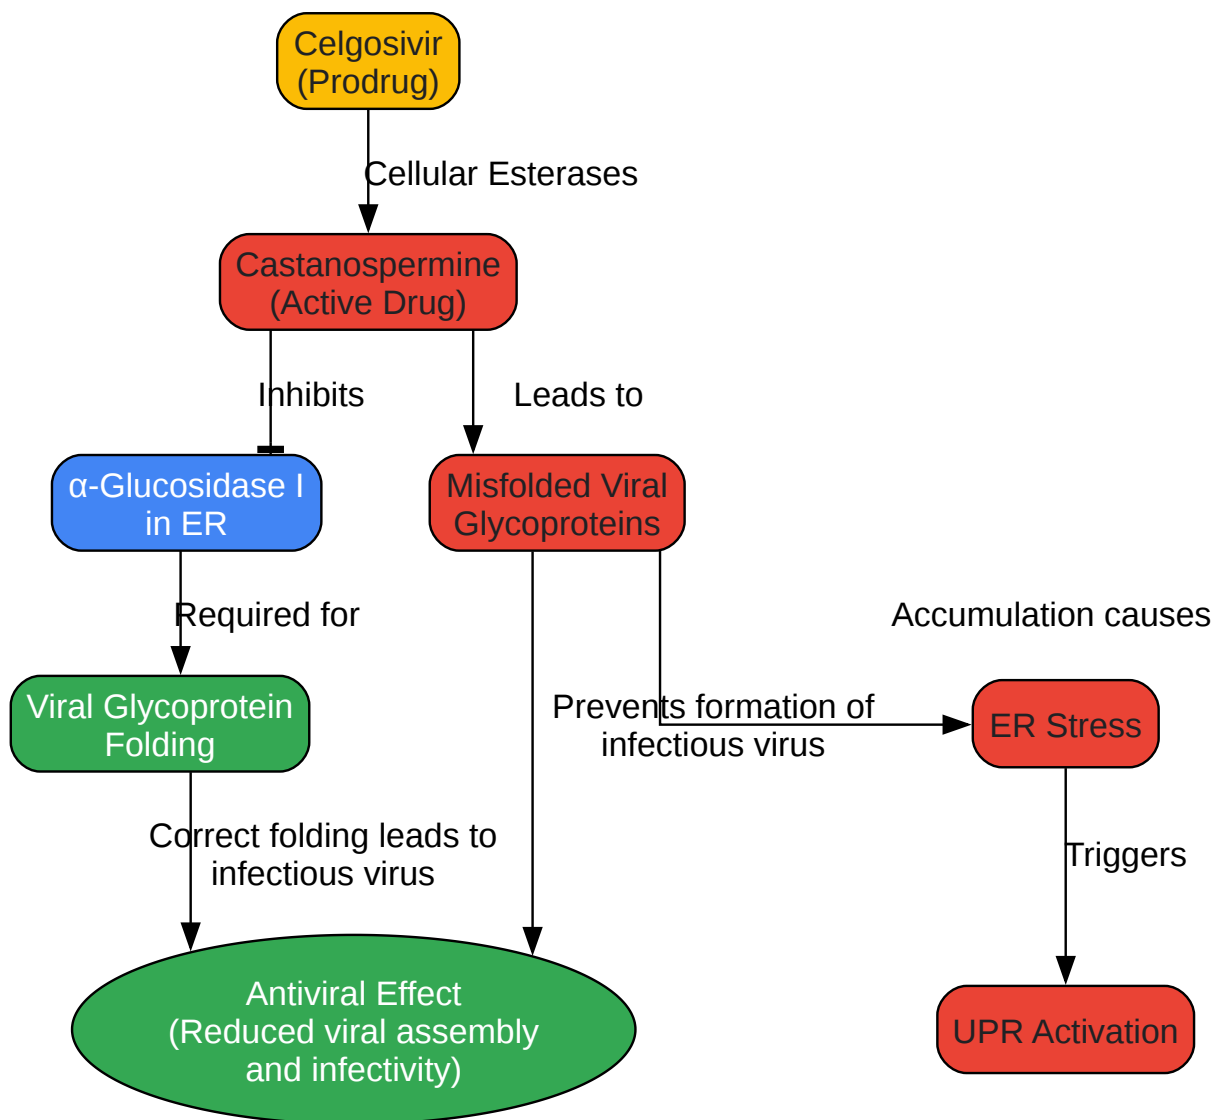 Celgosivir
(Prodrug)
Cellular Esterases
Castanospermine
(Active Drug)
Inhibits
Leads to
α-Glucosidase I
in ER
Misfolded Viral
Glycoproteins
Required for
Accumulation causes
Viral Glycoprotein
Folding
Prevents formation of
infectious virus
ER Stress
Correct folding leads to
infectious virus
Triggers
Antiviral Effect
(Reduced viral assembly
and infectivity)
UPR Activation